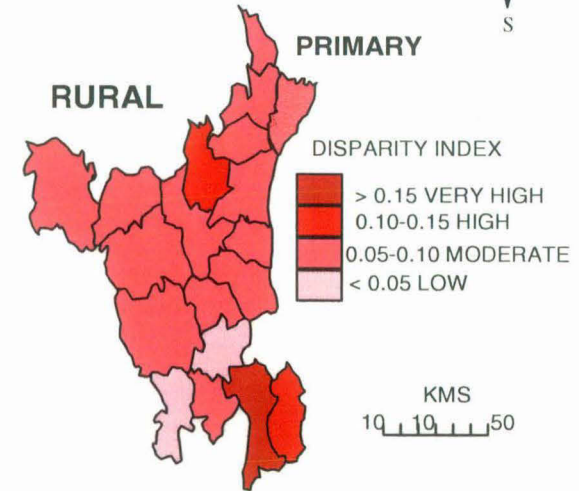 S
PRIMARY
RURAL
DISPARITY INDEX
> 0.15 VERY HIGH
0.10-0.15 HIGH
0.05-0.10 MODERATE
< 0.05 LOW
KMS
10 10 50